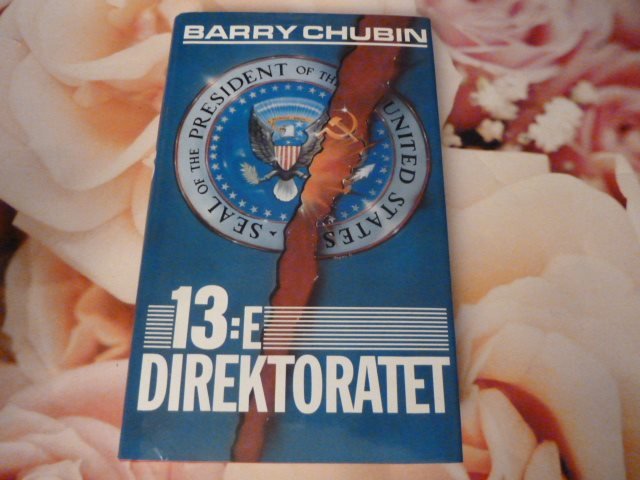 BARRY CHUBIN
SEAL OF THE PRESIDENT OF THE UNITED STATES
13:E
DIREKTORATET